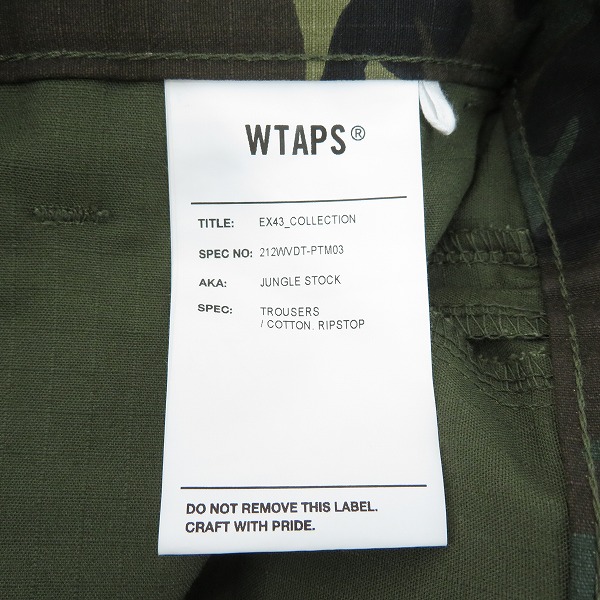 WTAPS®
TITLE: EX43_COLLECTION
SPEC NO: 212WVDT-PTM03
AKA: JUNGLE STOCK
SPEC: TROUSERS
/ COTTON. RIPSTOP
DO NOT REMOVE THIS LABEL.
CRAFT WITH PRIDE.